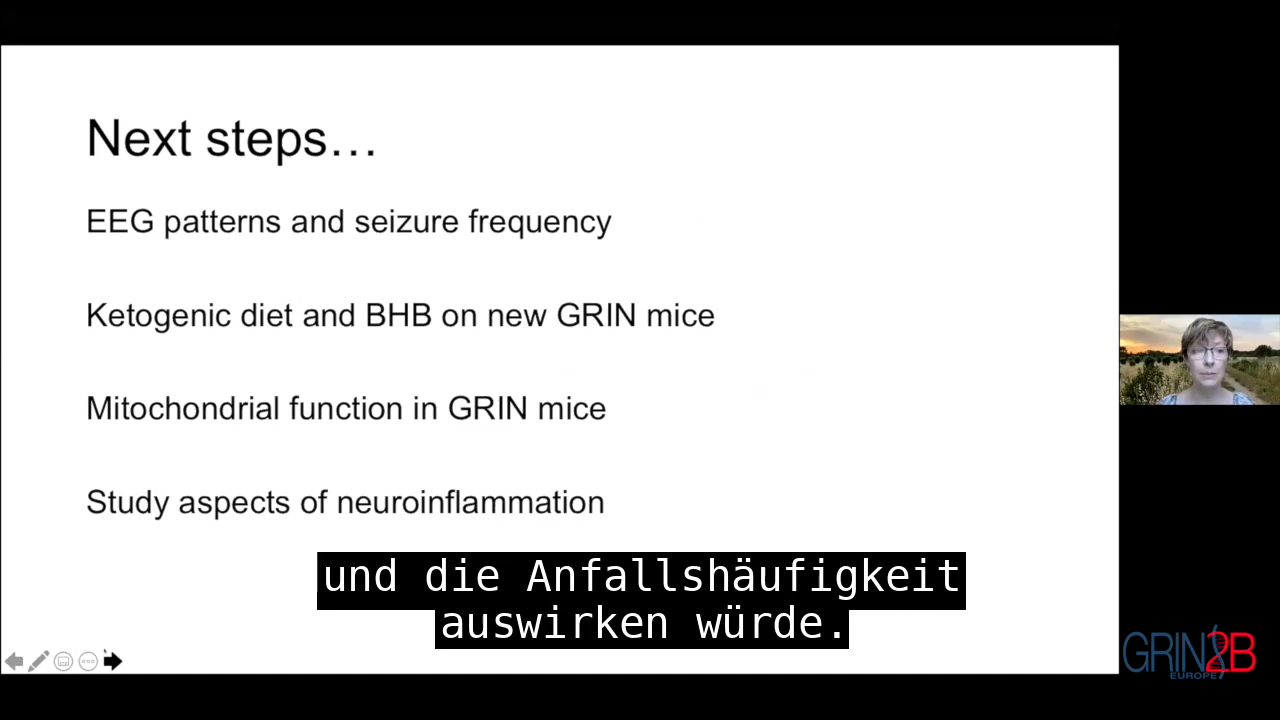 Next steps…
EEG patterns and seizure frequency
Ketogenic diet and BHB on new GRIN mice
Mitochondrial function in GRIN mice
Study aspects of neuroinflammation
und die Anfallshäufigkeit
auswirken würde.
GRIN2B
EUROPE